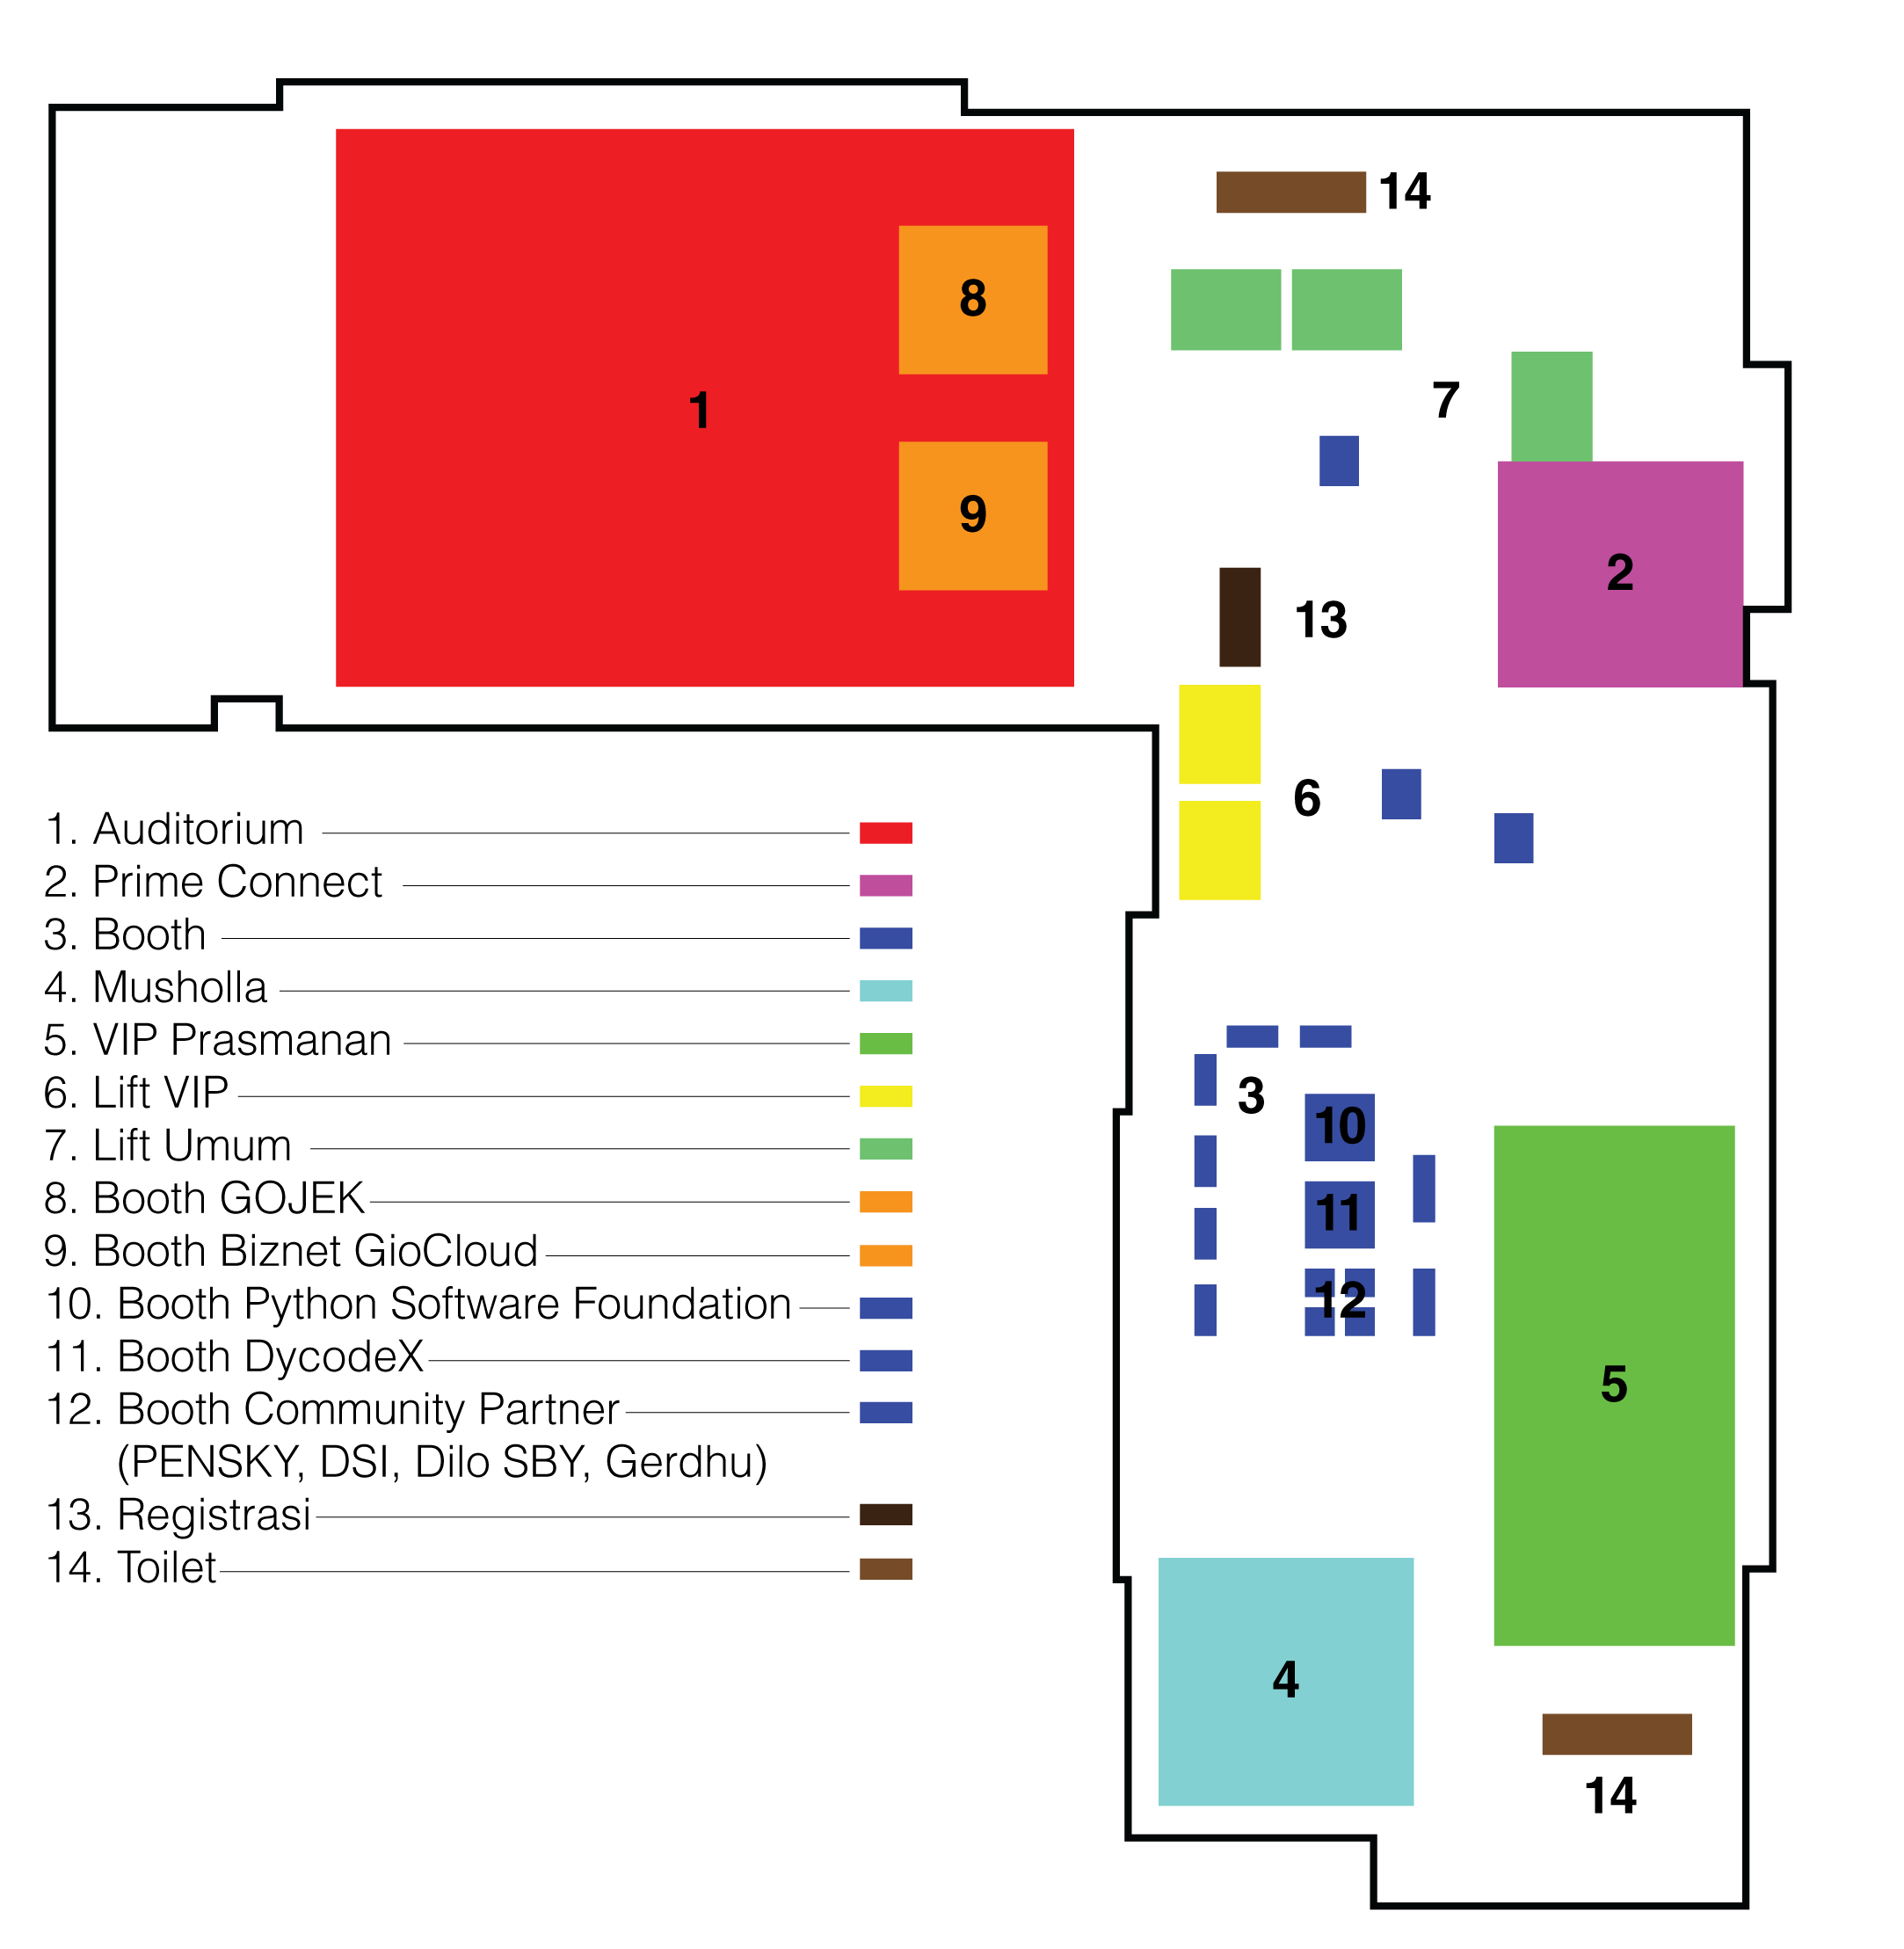 14
8
7
1
9
2
13
6
1. Auditorium
2. Prime Connect
3. Booth
4. Musholla
5. VIP Prasmanan
6. Lift VIP
7. Lift Umum
8. Booth GOJEK
9. Booth Biznet GioCloud
10. Booth Python Software Foundation
11. Booth DycodeX
12. Booth Community Partner
(PENSKY, DSI, Dilo SBY, Gerdhu)
13. Registrasi
14. Toilet
3
10
11
12
5
4
14